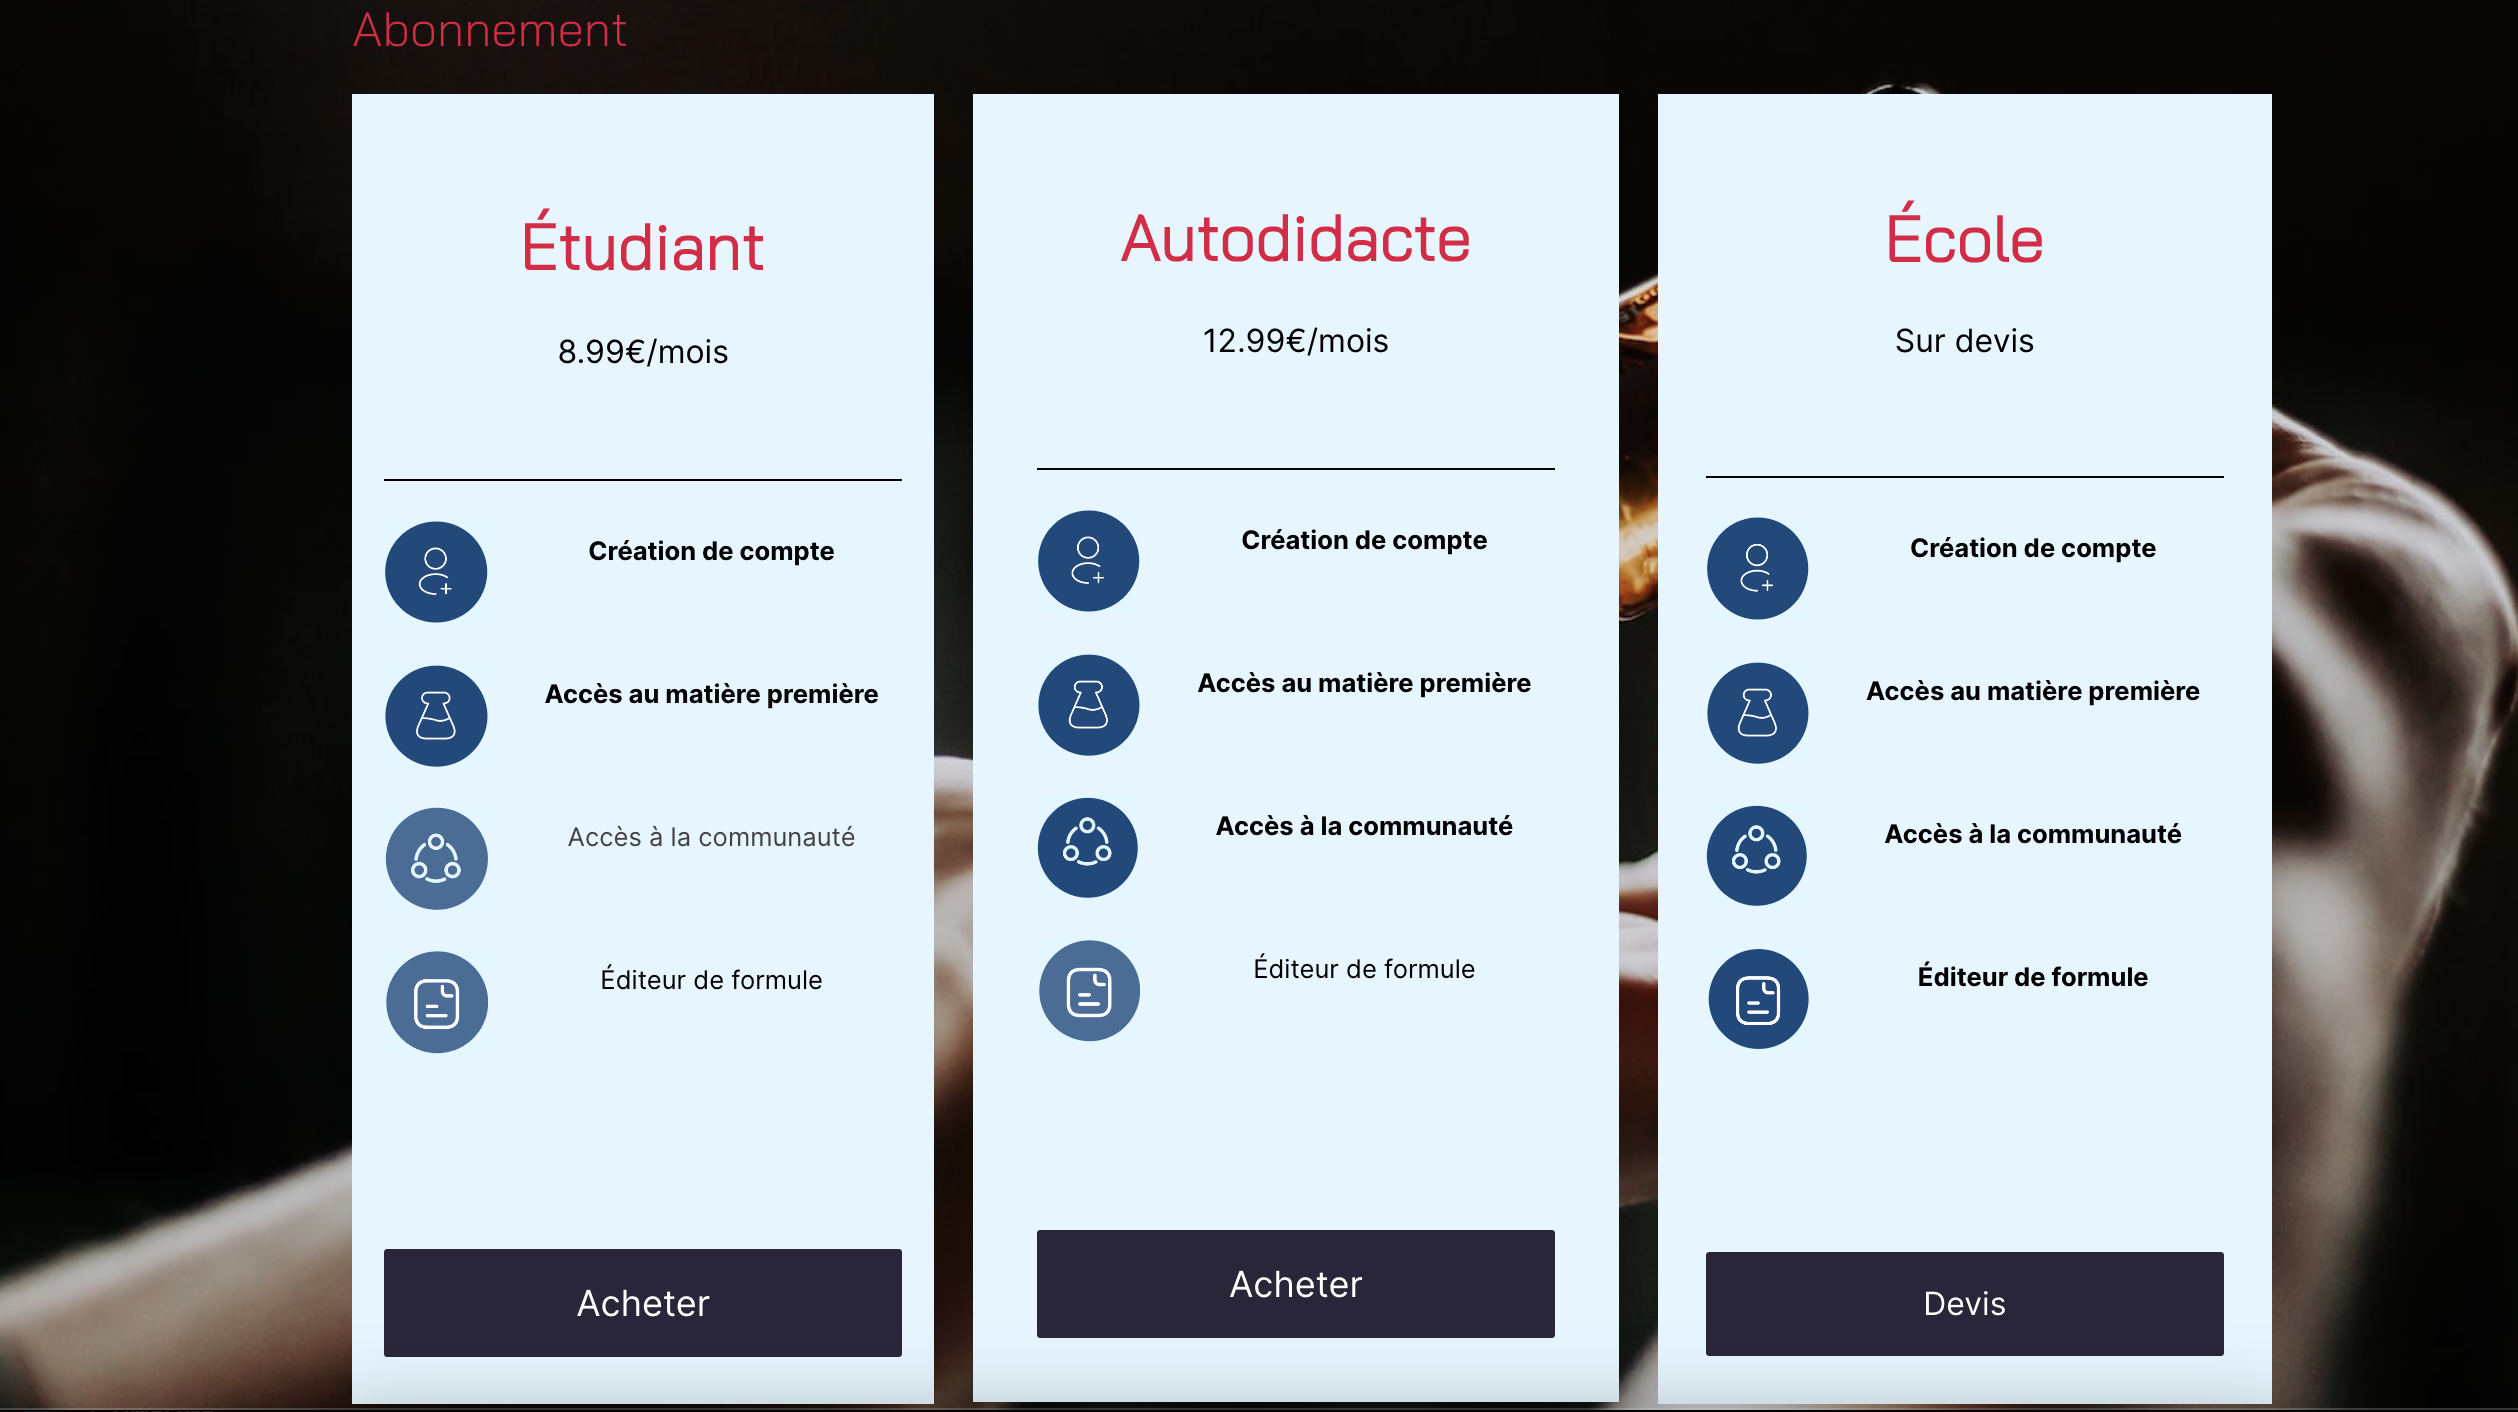 Abonnement
Étudiant
8.99€/mois
Création de compte
Accès au matière première
Accès à la communauté
Éditeur de formule
Acheter
Autodidacte
12.99€/mois
Création de compte
Accès au matière première
Accès à la communauté
Éditeur de formule
Acheter
École
Sur devis
Création de compte
Accès au matière première
Accès à la communauté
Éditeur de formule
Devis